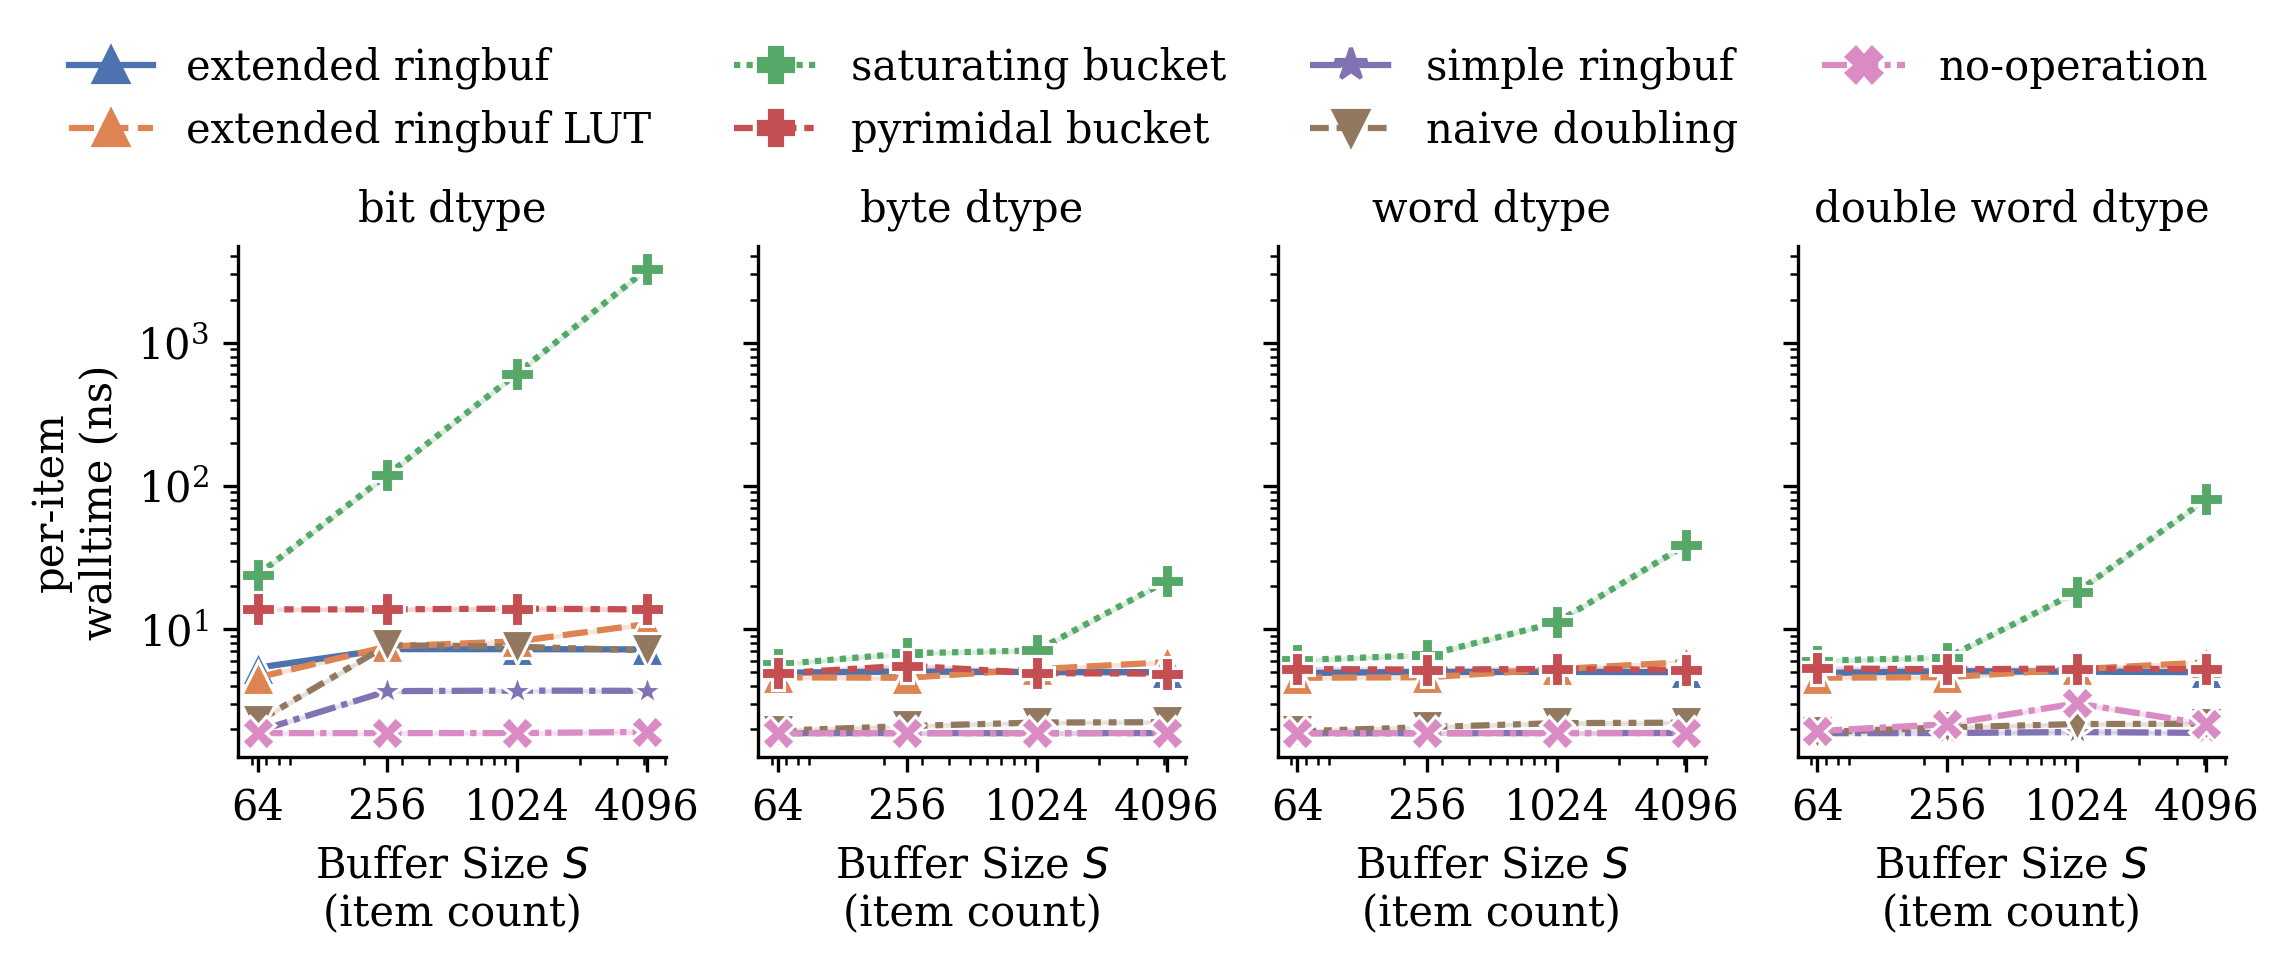 extended ringbuf
extended ringbuf LUT
saturating bucket
pyrimidal bucket
simple ringbuf
naive doubling
no-operation
bit dtype
byte dtype
word dtype
double word dtype
per-item
walltime (ns)
10³
10²
10¹
64 256 1024 4096
64 256 1024 4096
64 256 1024 4096
64 256 1024 4096
Buffer Size S
(item count)
Buffer Size S
(item count)
Buffer Size S
(item count)
Buffer Size S
(item count)